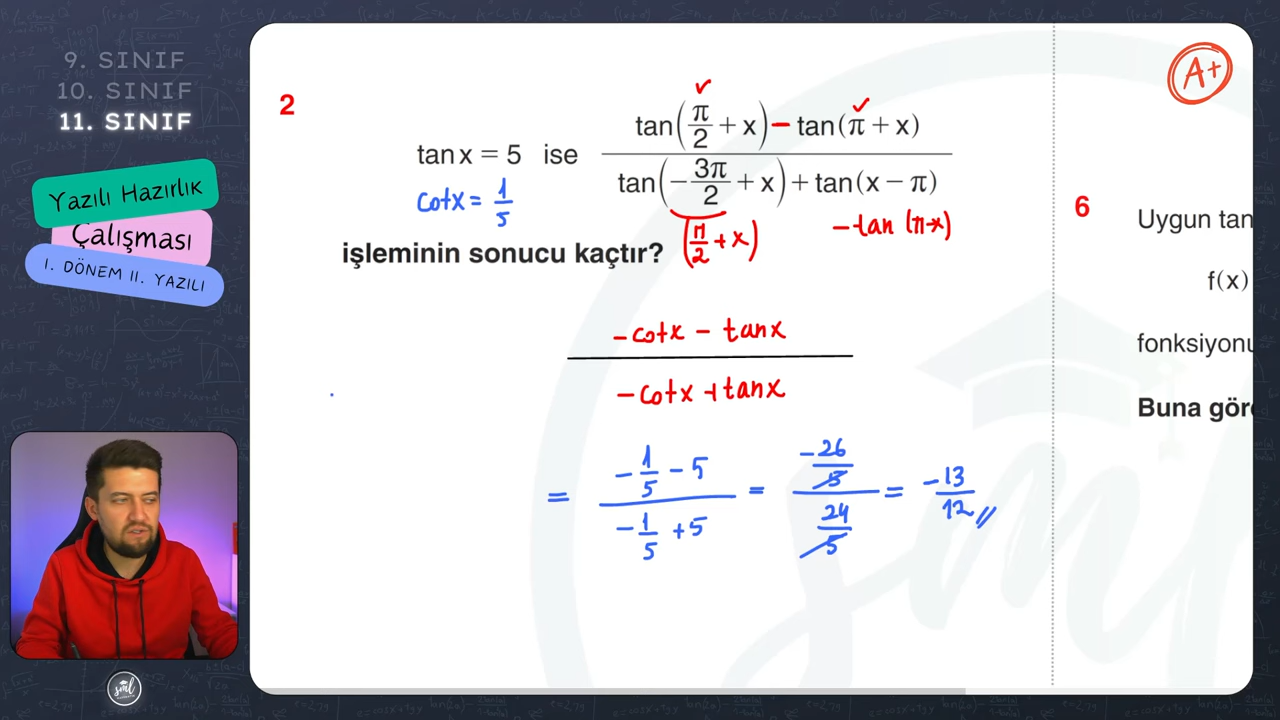 9. SINIF
10. SINIF
11. SINIF
Yazılı Hazırlık
Çalışması
I. DÖNEM II. YAZILI
sml
A+
2
tan x = 5 ise
tan(π/2 + x) − tan(π + x)
tan(−3π/2 + x) + tan(x − π)
cotx = 1/5
(π/2 + x)
−tan (π-x)
işleminin sonucu kaçtır?
−cotx − tanx
−cotx + tanx
= (−1/5 − 5)/(−1/5 + 5) = (−26/5)/(24/5) = −13/12 //
6
Uygun tan
f(x)
fonksiyonu
Buna göre